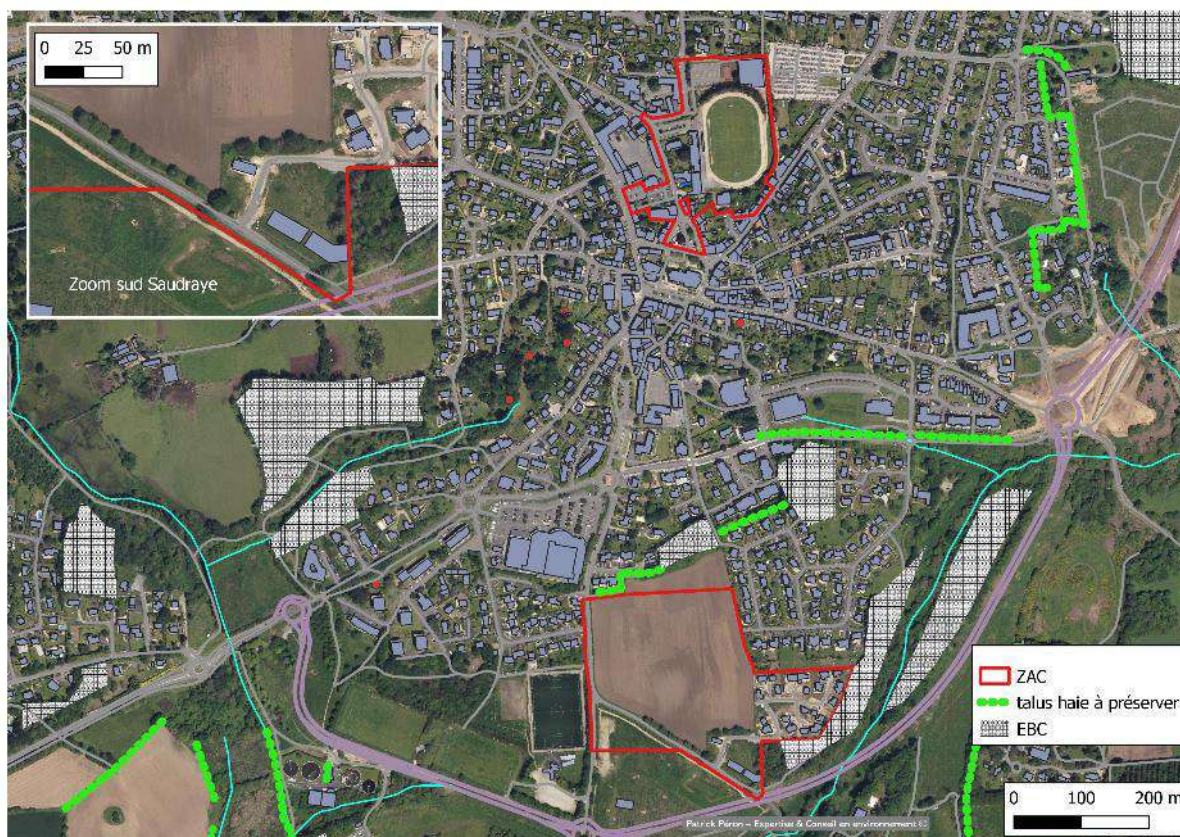 0 25 50 m
Zoom sud Saudraye
ZAC
talus haie à préserver
EBC
0 100 200 m
Patrick Péron – Expertise & Conseil en environnement ©